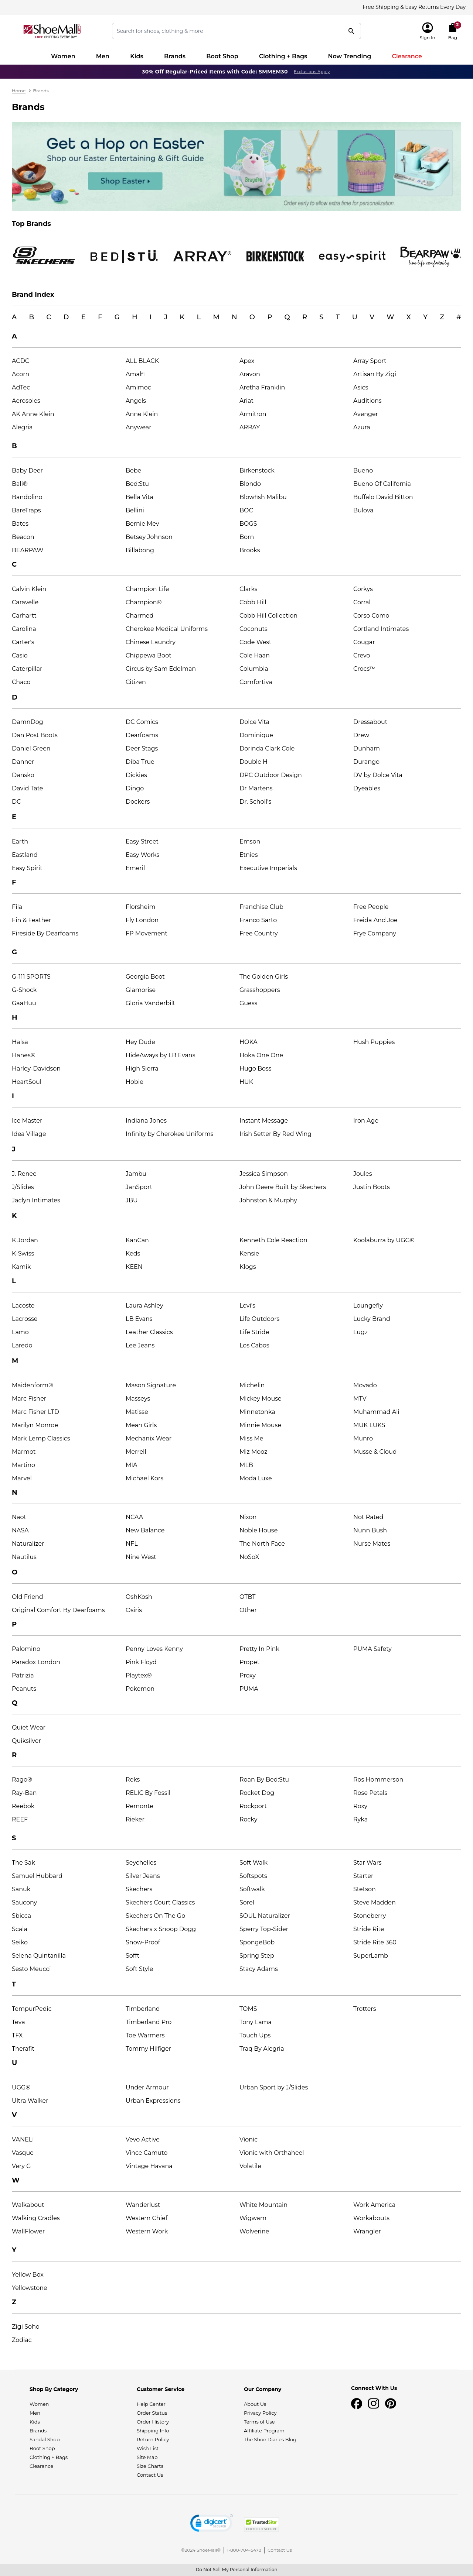 Free Shipping & Easy Returns Every Day
ShoeMall
FREE SHIPPING EVERY DAY
Search for shoes, clothing & more
Sign In
2
Bag
Women Men Kids Brands Boot Shop Clothing + Bags Now Trending Clearance
30% Off Regular-Priced Items with Code: SMMEM30 Exclusions Apply
Home > Brands
Brands
Get a Hop on Easter
Shop our Easter Entertaining & Gift Guide
Shop Easter
Order early to allow extra time for personalization.
Top Brands
SKECHERS BED|STÜ ARRAY® BIRKENSTOCK easy spirit BEARPAW
live life comfortably
Brand Index
A B C D E F G H I J K L M N O P Q R S T U V W X Y Z #
A
ACDC ALL BLACK Apex Array Sport
Acorn Amalfi Aravon Artisan By Zigi
AdTec Amimoc Aretha Franklin Asics
Aerosoles Angels Ariat Auditions
AK Anne Klein Anne Klein Armitron Avenger
Alegria Anywear ARRAY Azura
B
Baby Deer Bebe Birkenstock Bueno
Bali® Bed:Stu Blondo Bueno Of California
Bandolino Bella Vita Blowfish Malibu Buffalo David Bitton
BareTraps Bellini BOC Bulova
Bates Bernie Mev BOGS
Beacon Betsey Johnson Born
BEARPAW Billabong Brooks
C
Calvin Klein Champion Life Clarks Corkys
Caravelle Champion® Cobb Hill Corral
Carhartt Charmed Cobb Hill Collection Corso Como
Carolina Cherokee Medical Uniforms Coconuts Cortland Intimates
Carter's Chinese Laundry Code West Cougar
Casio Chippewa Boot Cole Haan Crevo
Caterpillar Circus by Sam Edelman Columbia Crocs™
Chaco Citizen Comfortiva
D
DamnDog DC Comics Dolce Vita Dressabout
Dan Post Boots Dearfoams Dominique Drew
Daniel Green Deer Stags Dorinda Clark Cole Dunham
Danner Diba True Double H Durango
Dansko Dickies DPC Outdoor Design DV by Dolce Vita
David Tate Dingo Dr Martens Dyeables
DC Dockers Dr. Scholl's
E
Earth Easy Street Emson
Eastland Easy Works Etnies
Easy Spirit Emeril Executive Imperials
F
Fila Florsheim Franchise Club Free People
Fin & Feather Fly London Franco Sarto Freida And Joe
Fireside By Dearfoams FP Movement Free Country Frye Company
G
G-111 SPORTS Georgia Boot The Golden Girls
G-Shock Glamorise Grasshoppers
GaaHuu Gloria Vanderbilt Guess
H
Halsa Hey Dude HOKA Hush Puppies
Hanes® HideAways by LB Evans Hoka One One
Harley-Davidson High Sierra Hugo Boss
HeartSoul Hobie HUK
I
Ice Master Indiana Jones Instant Message Iron Age
Idea Village Infinity by Cherokee Uniforms Irish Setter By Red Wing
J
J. Renee Jambu Jessica Simpson Joules
J/Slides JanSport John Deere Built by Skechers Justin Boots
Jaclyn Intimates JBU Johnston & Murphy
K
K Jordan KanCan Kenneth Cole Reaction Koolaburra by UGG®
K-Swiss Keds Kensie
Kamik KEEN Klogs
L
Lacoste Laura Ashley Levi's Loungefly
Lacrosse LB Evans Life Outdoors Lucky Brand
Lamo Leather Classics Life Stride Lugz
Laredo Lee Jeans Los Cabos
M
Maidenform® Mason Signature Michelin Movado
Marc Fisher Masseys Mickey Mouse MTV
Marc Fisher LTD Matisse Minnetonka Muhammad Ali
Marilyn Monroe Mean Girls Minnie Mouse MUK LUKS
Mark Lemp Classics Mechanix Wear Miss Me Munro
Marmot Merrell Miz Mooz Musse & Cloud
Martino MIA MLB
Marvel Michael Kors Moda Luxe
N
Naot NCAA Nixon Not Rated
NASA New Balance Noble House Nunn Bush
Naturalizer NFL The North Face Nurse Mates
Nautilus Nine West NoSoX
O
Old Friend OshKosh OTBT
Original Comfort By Dearfoams Osiris Other
P
Palomino Penny Loves Kenny Pretty In Pink PUMA Safety
Paradox London Pink Floyd Propet
Patrizia Playtex® Proxy
Peanuts Pokemon PUMA
Q
Quiet Wear
Quiksilver
R
Rago® Reks Roan By Bed:Stu Ros Hommerson
Ray-Ban RELIC By Fossil Rocket Dog Rose Petals
Reebok Remonte Rockport Roxy
REEF Rieker Rocky Ryka
S
The Sak Seychelles Soft Walk Star Wars
Samuel Hubbard Silver Jeans Softspots Starter
Sanuk Skechers Softwalk Stetson
Saucony Skechers Court Classics Sorel Steve Madden
Sbicca Skechers On The Go SOUL Naturalizer Stoneberry
Scala Skechers x Snoop Dogg Sperry Top-Sider Stride Rite
Seiko Snow-Proof SpongeBob Stride Rite 360
Selena Quintanilla Sofft Spring Step SuperLamb
Sesto Meucci Soft Style Stacy Adams
T
TempurPedic Timberland TOMS Trotters
Teva Timberland Pro Tony Lama
TFX Toe Warmers Touch Ups
Therafit Tommy Hilfiger Traq By Alegria
U
UGG® Under Armour Urban Sport by J/Slides
Ultra Walker Urban Expressions
V
VANELi Vevo Active Vionic
Vasque Vince Camuto Vionic with Orthaheel
Very G Vintage Havana Volatile
W
Walkabout Wanderlust White Mountain Work America
Walking Cradles Western Chief Wigwam Workabouts
WallFlower Western Work Wolverine Wrangler
Y
Yellow Box
Yellowstone
Z
Zigi Soho
Zodiac
Shop By Category Customer Service Our Company Connect With Us
Women Help Center About Us
Men Order Status Privacy Policy
Kids Order History Terms of Use
Brands Shipping Info Affiliate Program
Sandal Shop Return Policy The Shoe Diaries Blog
Boot Shop Wish List
Clothing + Bags Site Map
Clearance Size Charts
Contact Us
digicert TrustedSite
CERTIFIED SECURE
©2024 ShoeMall® | 1-800-704-5478 | Contact Us
Do Not Sell My Personal Information